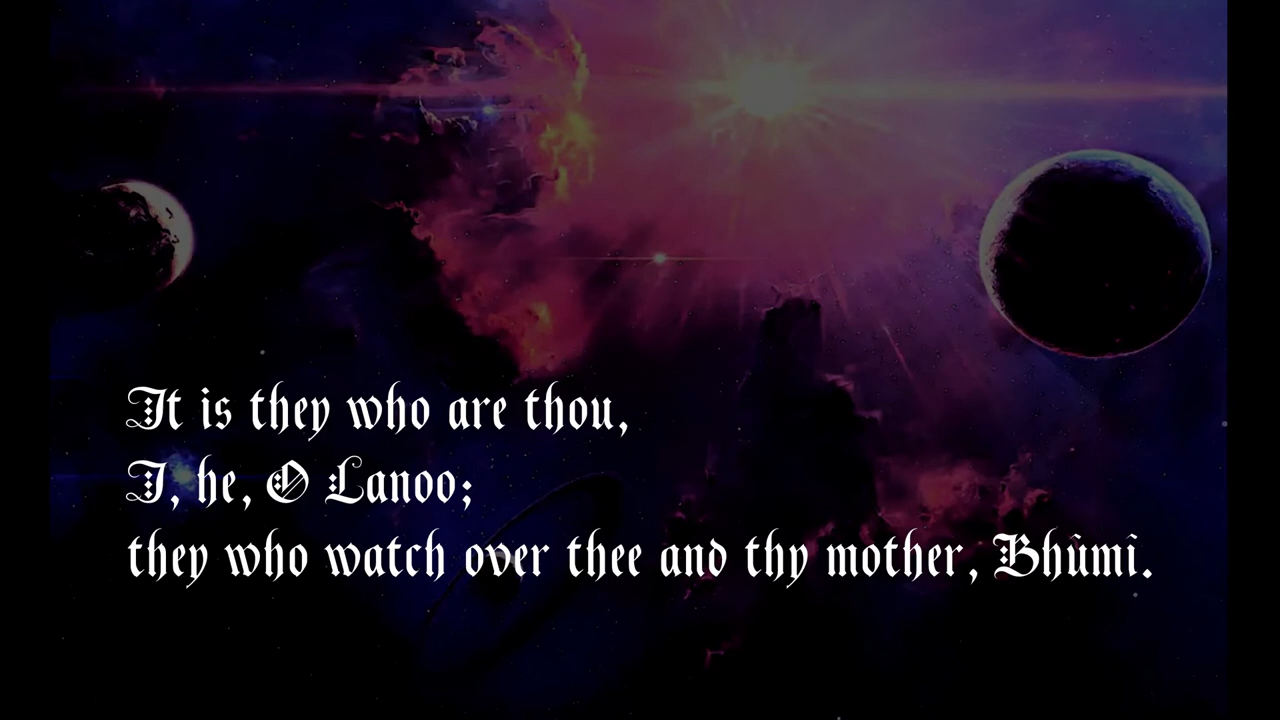 It is they who are thou,
I, he, O Lanoo;
they who watch over thee and thy mother, Bhûmi.